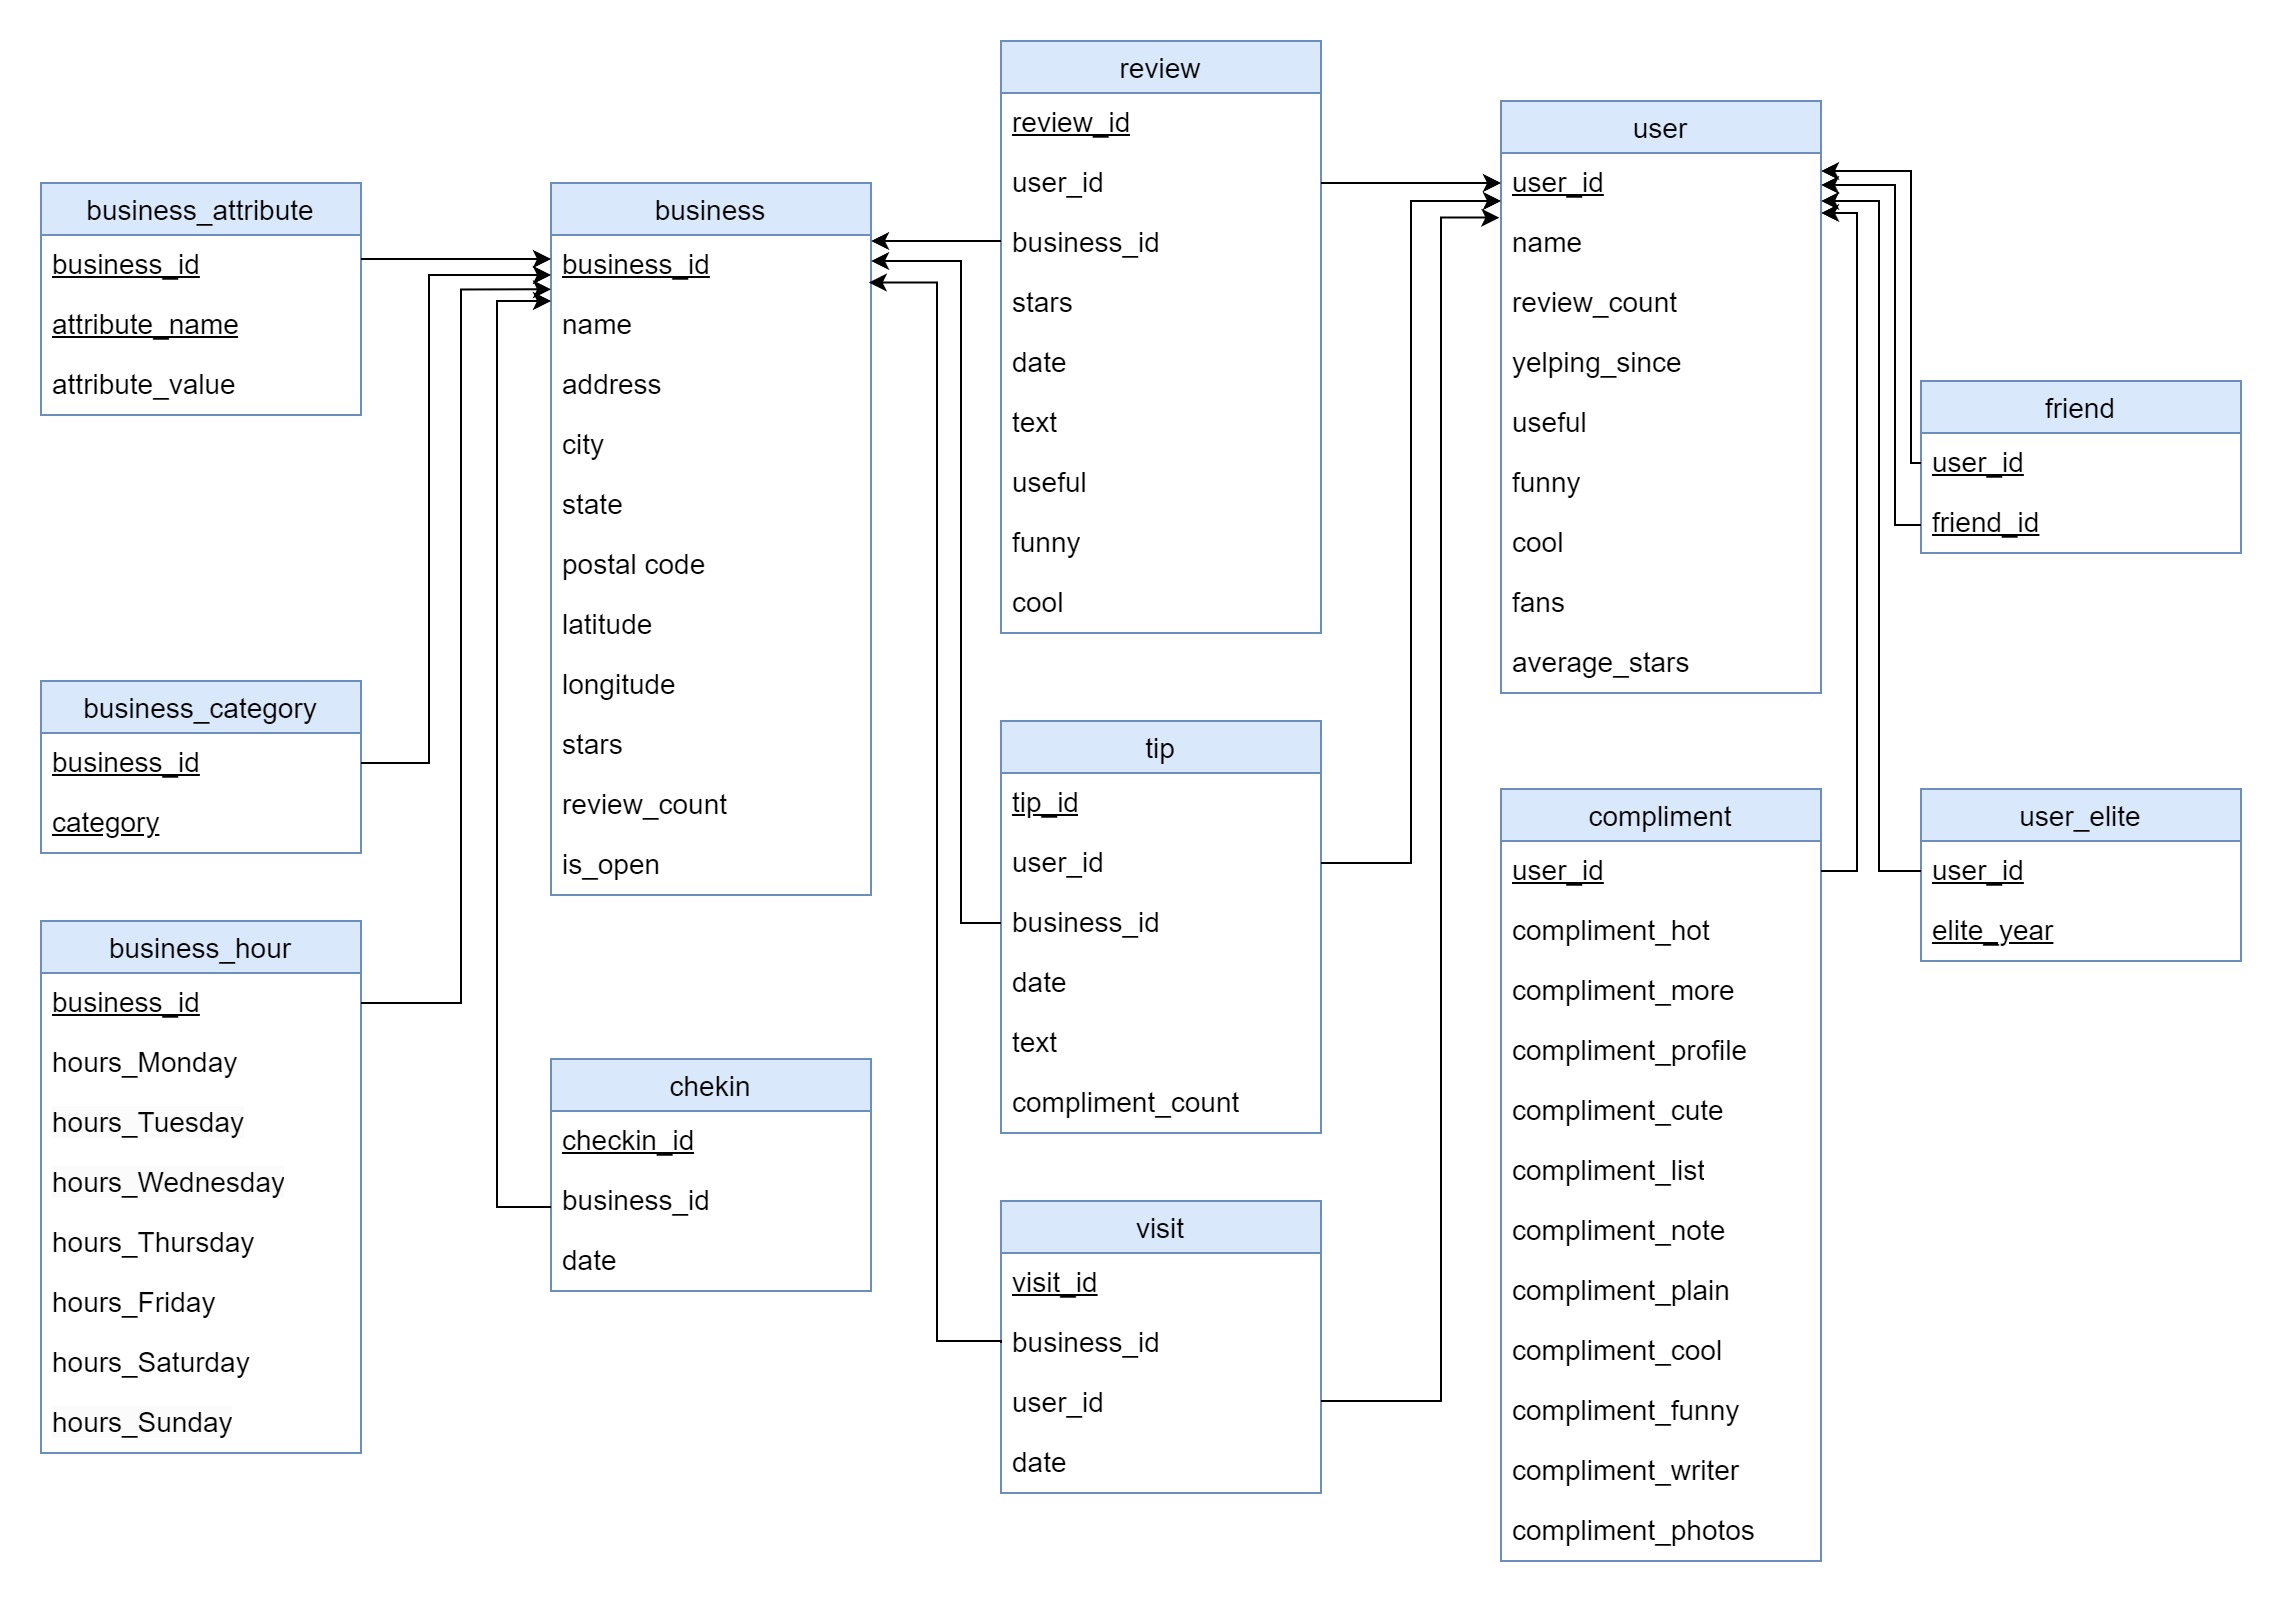 review
review_id
user_id
business_id
stars
date
text
useful
funny
cool
user
user_id
name
review_count
yelping_since
useful
funny
cool
fans
average_stars
business_attribute
business_id
attribute_name
attribute_value
business
business_id
name
address
city
state
postal code
latitude
longitude
stars
review_count
is_open
friend
user_id
friend_id
business_category
business_id
category
tip
tip_id
user_id
business_id
date
text
compliment_count
compliment
user_id
compliment_hot
compliment_more
compliment_profile
compliment_cute
compliment_list
compliment_note
compliment_plain
compliment_cool
compliment_funny
compliment_writer
compliment_photos
user_elite
user_id
elite_year
business_hour
business_id
hours_Monday
hours_Tuesday
hours_Wednesday
hours_Thursday
hours_Friday
hours_Saturday
hours_Sunday
chekin
checkin_id
business_id
date
visit
visit_id
business_id
user_id
date